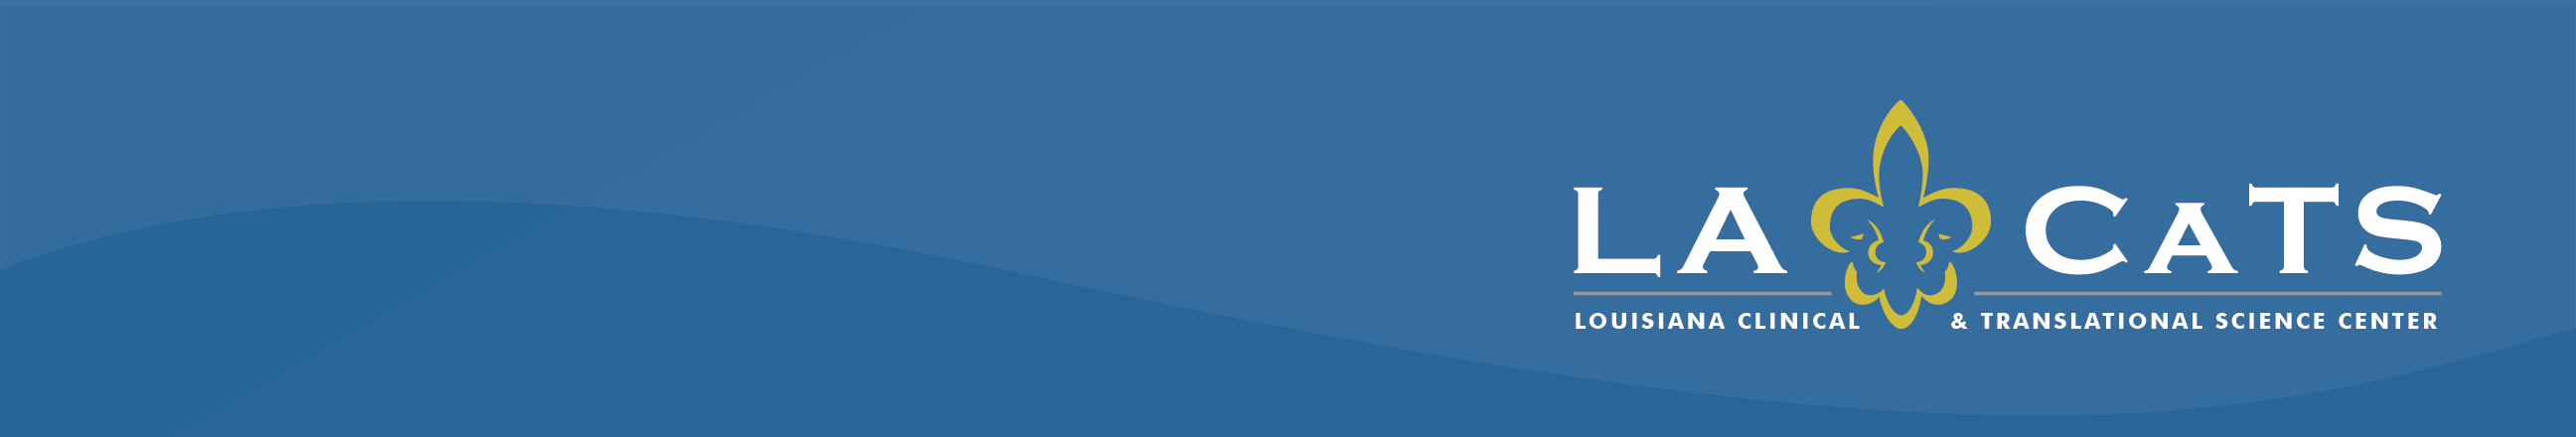 LA CaTS
LOUISIANA CLINICAL & TRANSLATIONAL SCIENCE CENTER